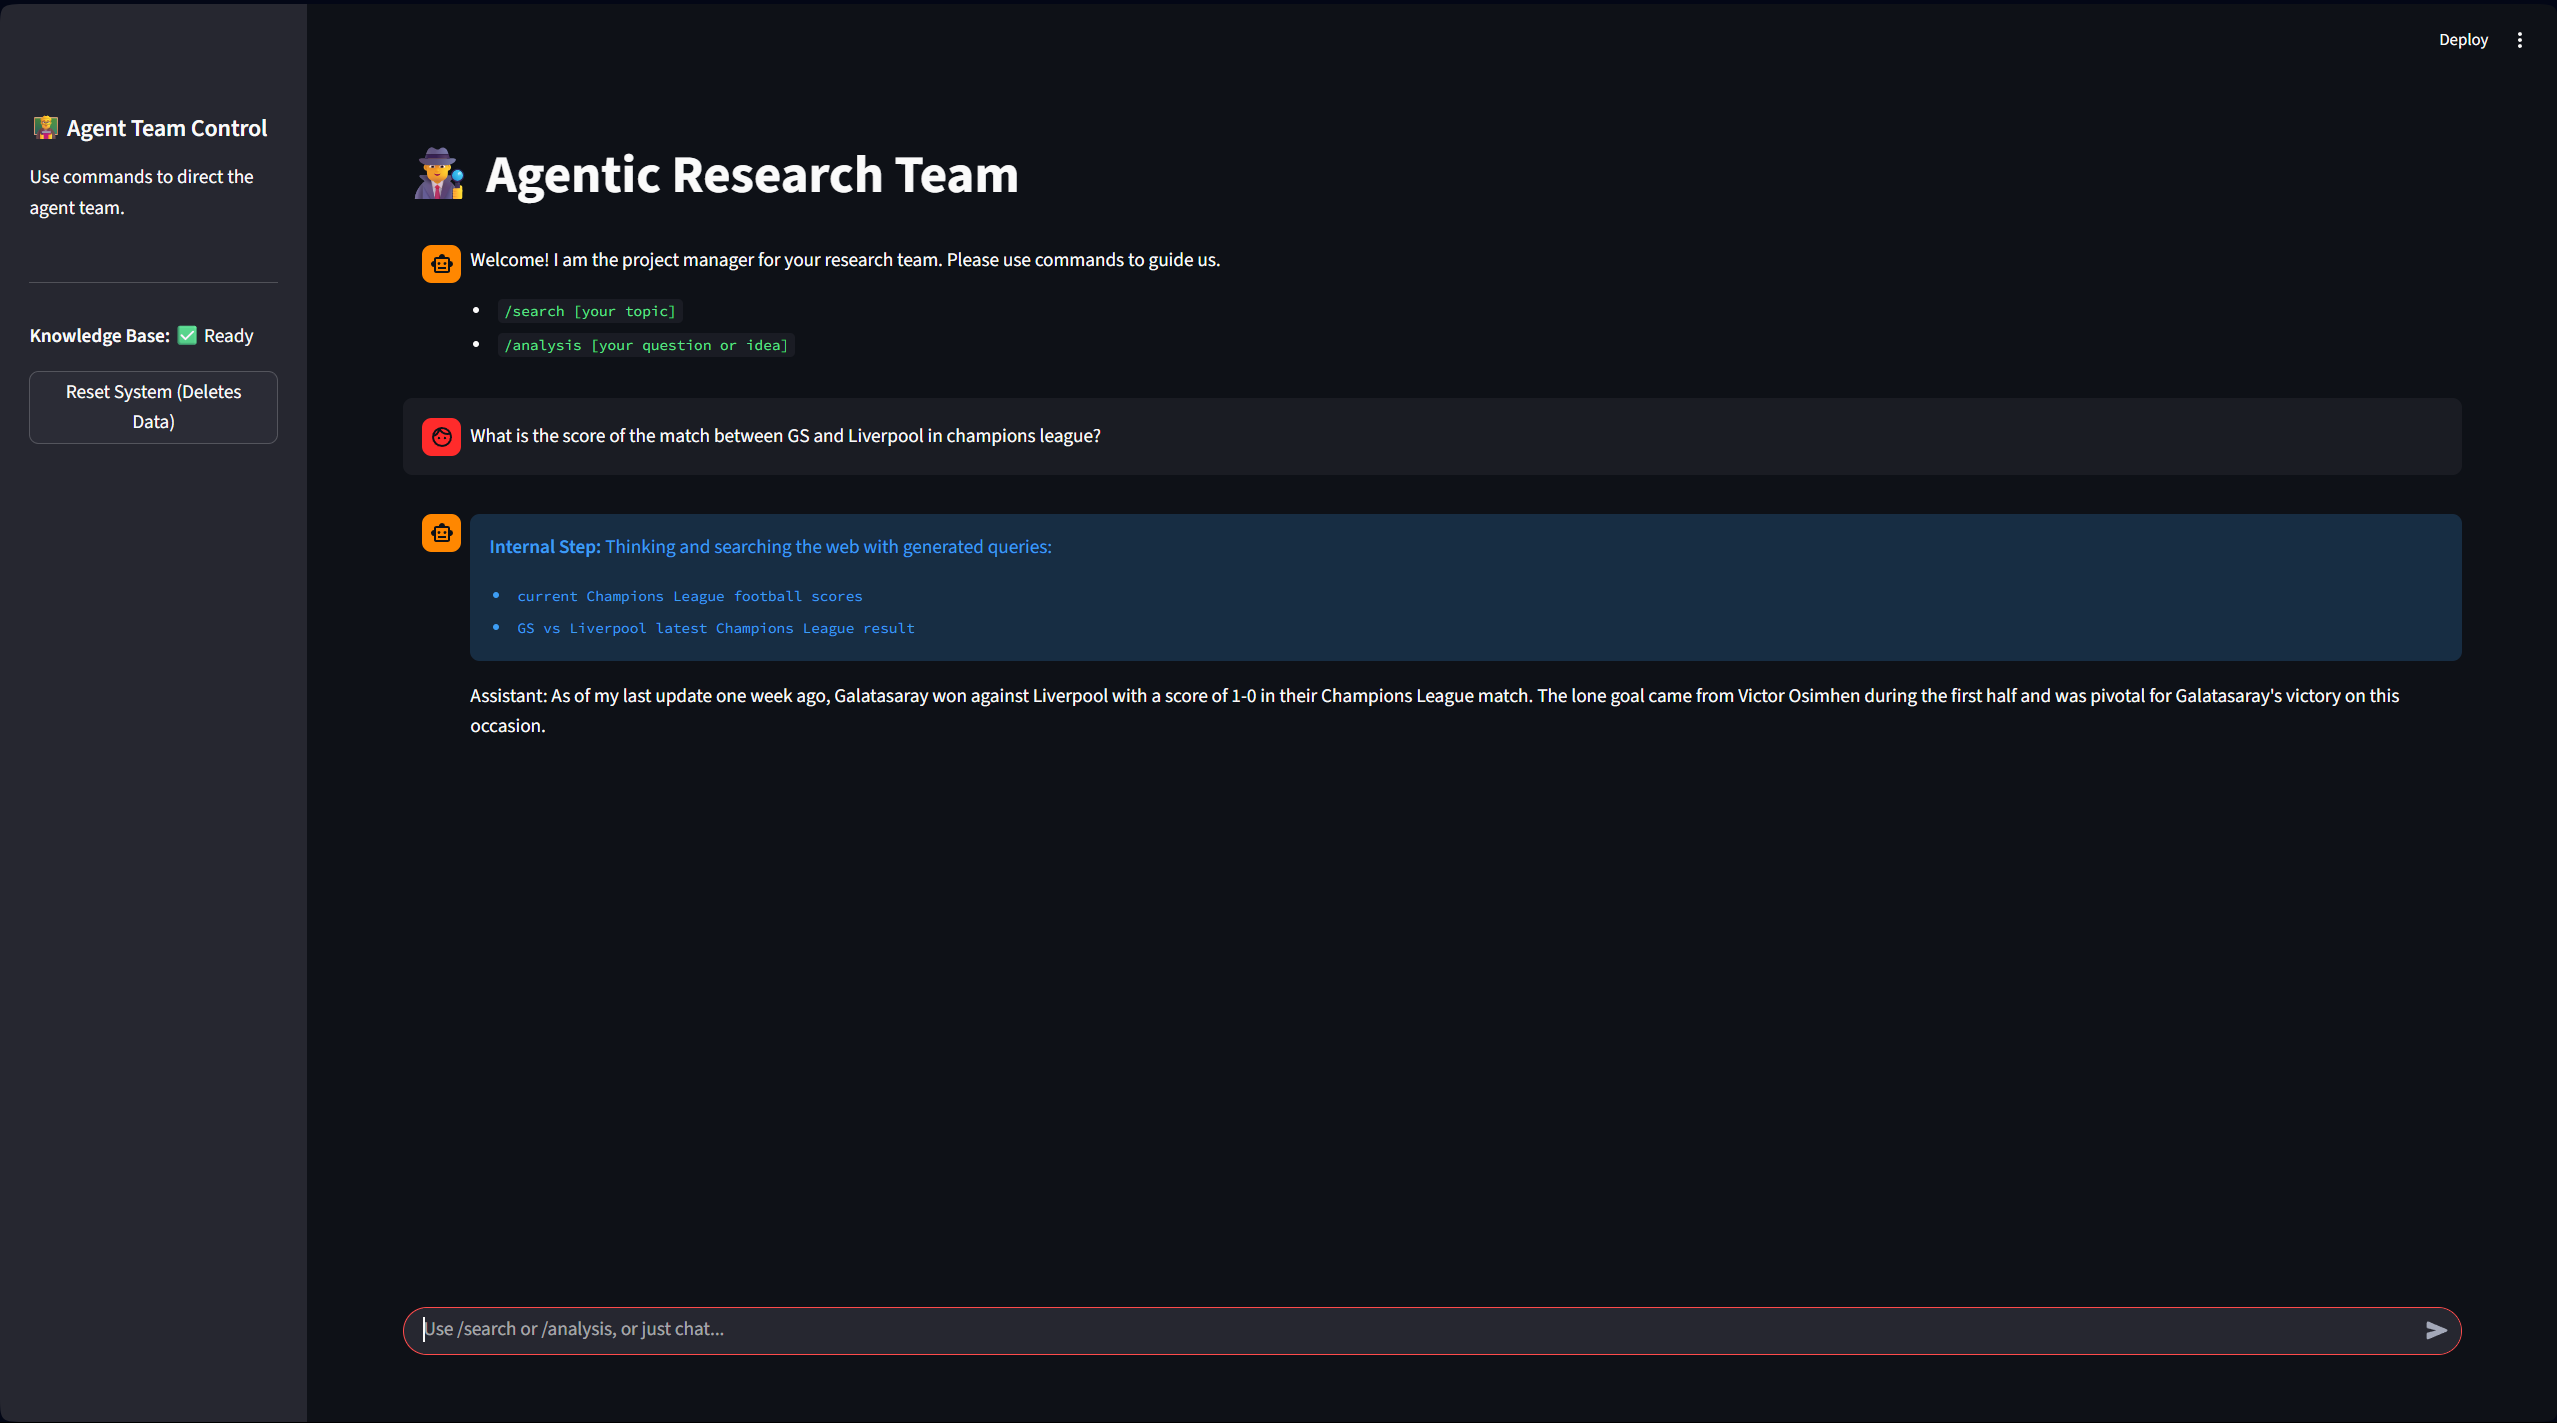 Deploy
Agent Team Control
Use commands to direct the
agent team.
Knowledge Base: ✅ Ready
Reset System (Deletes
Data)
Agentic Research Team
Welcome! I am the project manager for your research team. Please use commands to guide us.
• /search [your topic]
• /analysis [your question or idea]
What is the score of the match between GS and Liverpool in champions league?
Internal Step: Thinking and searching the web with generated queries:
• current Champions League football scores
• GS vs Liverpool latest Champions League result
Assistant: As of my last update one week ago, Galatasaray won against Liverpool with a score of 1-0 in their Champions League match. The lone goal came from Victor Osimhen during the first half and was pivotal for Galatasaray's victory on this
occasion.
Use /search or /analysis, or just chat...